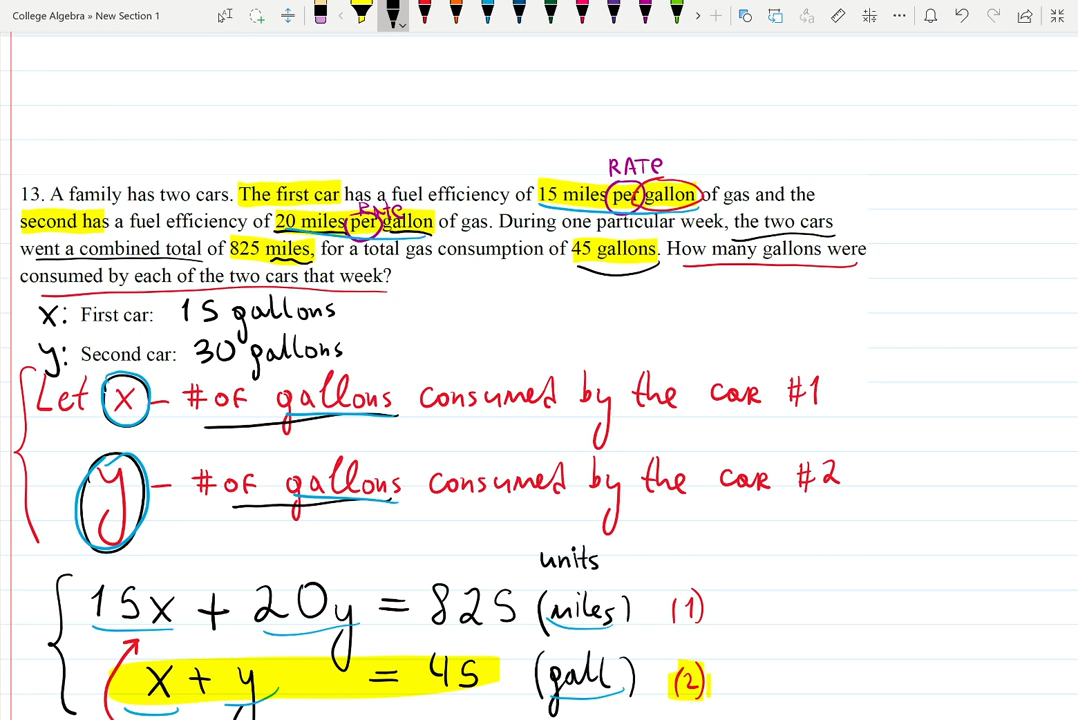 College Algebra » New Section 1
RATE
13. A family has two cars. The first car has a fuel efficiency of 15 miles per gallon of gas and the
RATE
second has a fuel efficiency of 20 miles per gallon of gas. During one particular week, the two cars
went a combined total of 825 miles, for a total gas consumption of 45 gallons. How many gallons were
consumed by each of the two cars that week?
x: First car: 15 gallons
y: Second car: 30 gallons
Let x - # of gallons consumed by the car #1
y - # of gallons consumed by the car #2
units
15x + 20y = 825 (miles) (1)
x + y = 45 (gall) (2)